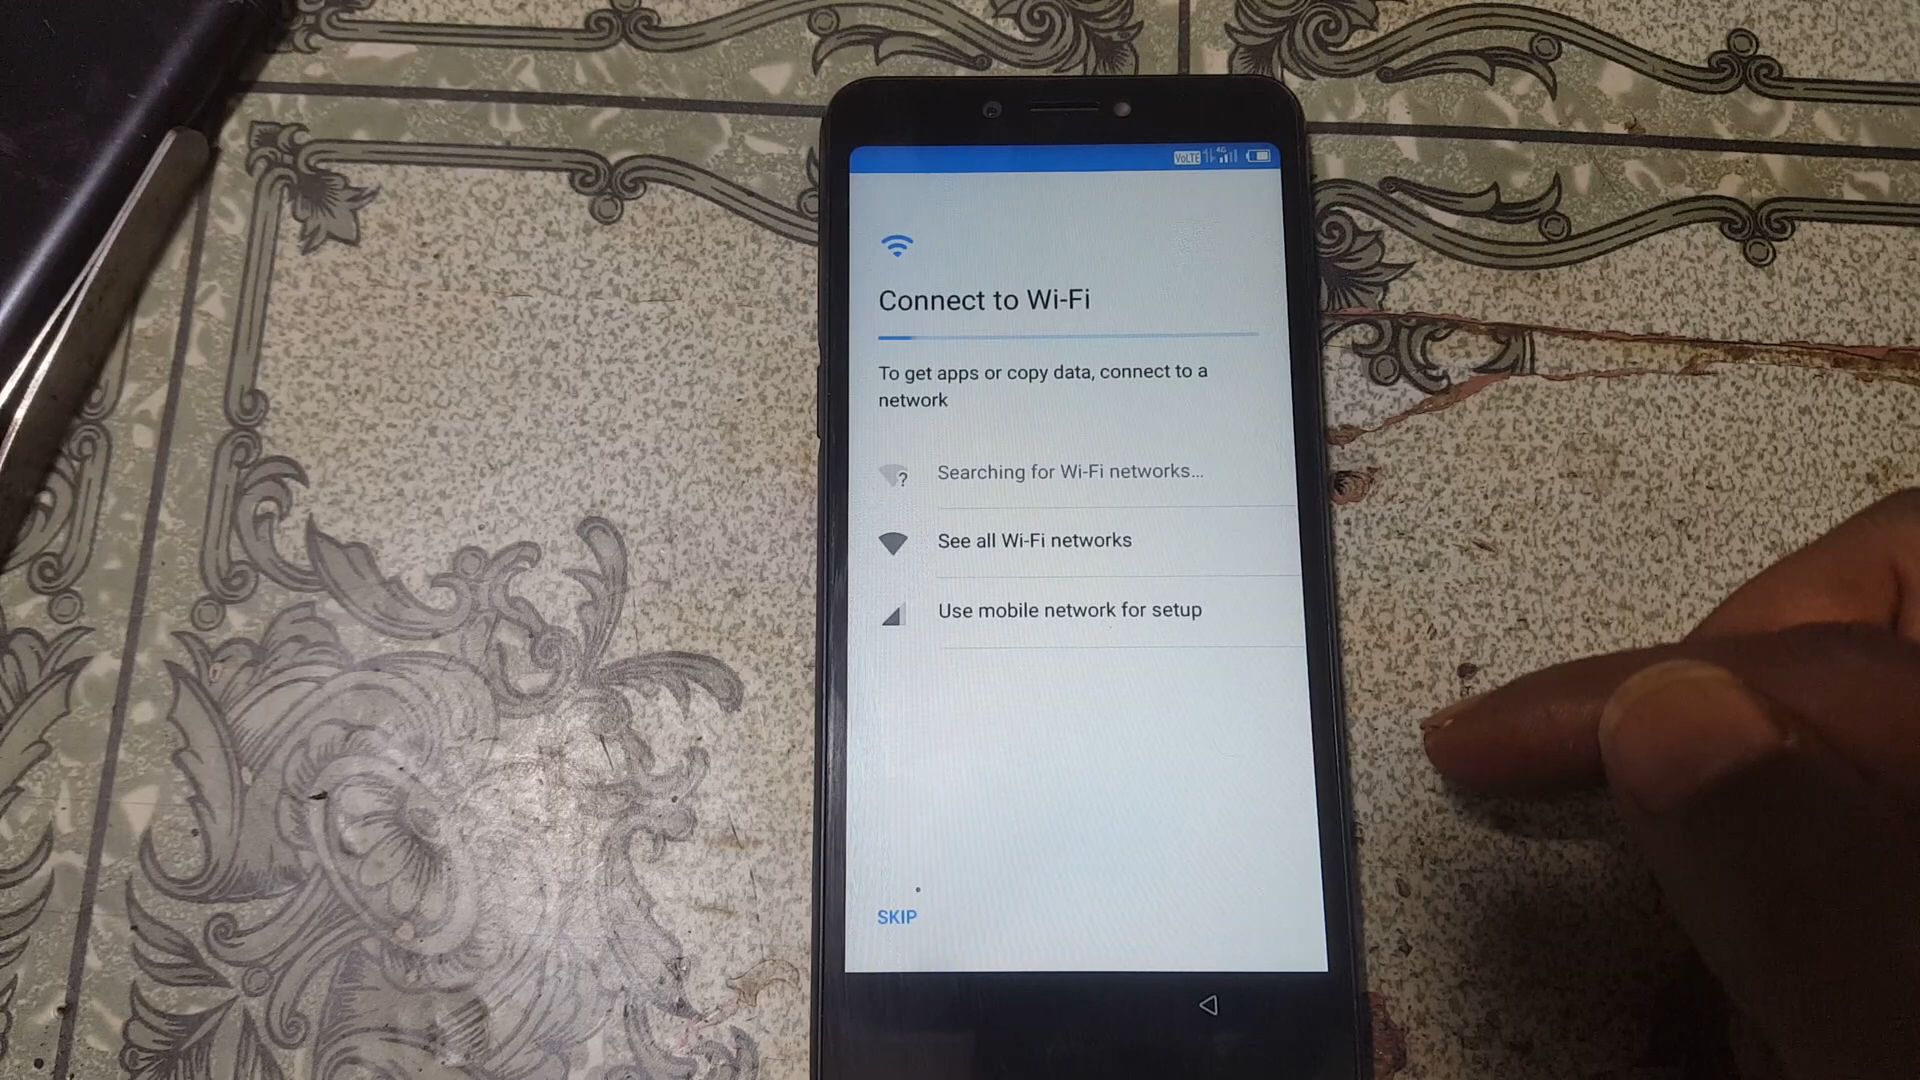 VoLTE 4G
Connect to Wi-Fi
To get apps or copy data, connect to a
network
Searching for Wi-Fi networks...
See all Wi-Fi networks
Use mobile network for setup
SKIP